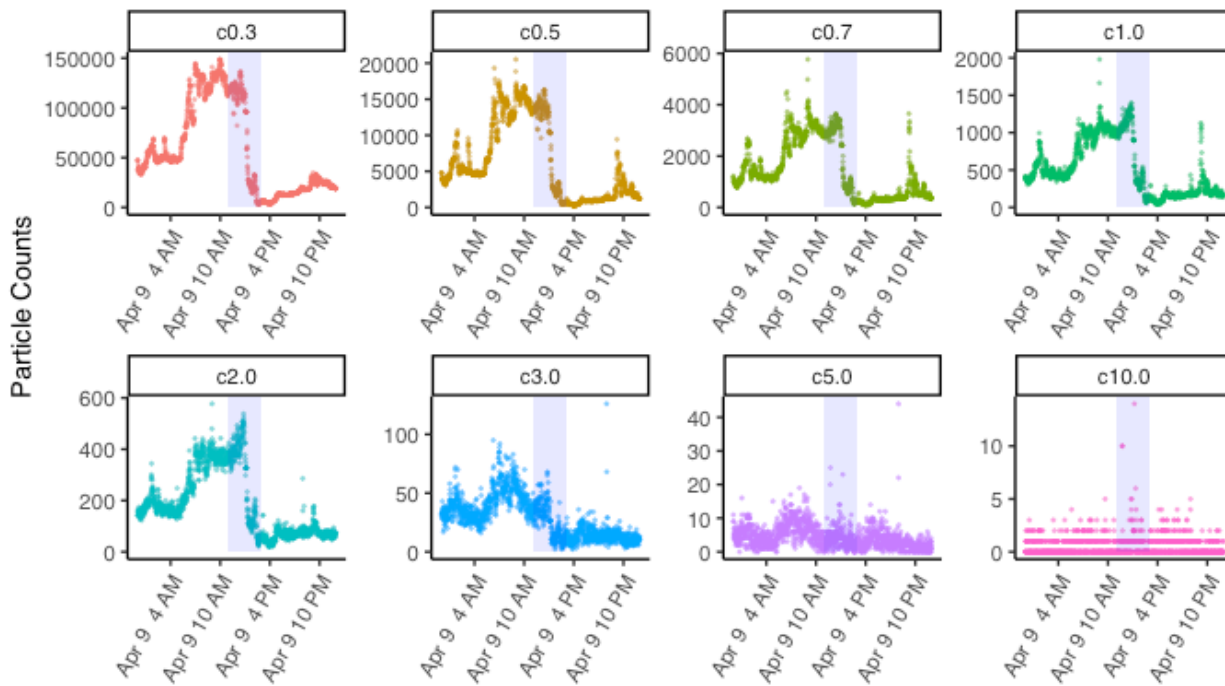 c0.3 c0.5 c0.7 c1.0
150000 20000 6000 2000
100000 15000 4000 1500
50000 10000 2000 1000
0 5000 0 500
0 0
Apr 9 4 AM Apr 9 10 AM Apr 9 4 PM Apr 9 10 PM Apr 9 4 AM Apr 9 10 AM Apr 9 4 PM Apr 9 10 PM Apr 9 4 AM Apr 9 10 AM Apr 9 4 PM Apr 9 10 PM Apr 9 4 AM Apr 9 10 AM Apr 9 4 PM Apr 9 10 PM
Particle Counts
c2.0 c3.0 c5.0 c10.0
600 100 40 10
400 50 30 5
200 0 20 0
0 10
0
Apr 9 4 AM Apr 9 10 AM Apr 9 4 PM Apr 9 10 PM Apr 9 4 AM Apr 9 10 AM Apr 9 4 PM Apr 9 10 PM Apr 9 4 AM Apr 9 10 AM Apr 9 4 PM Apr 9 10 PM Apr 9 4 AM Apr 9 10 AM Apr 9 4 PM Apr 9 10 PM